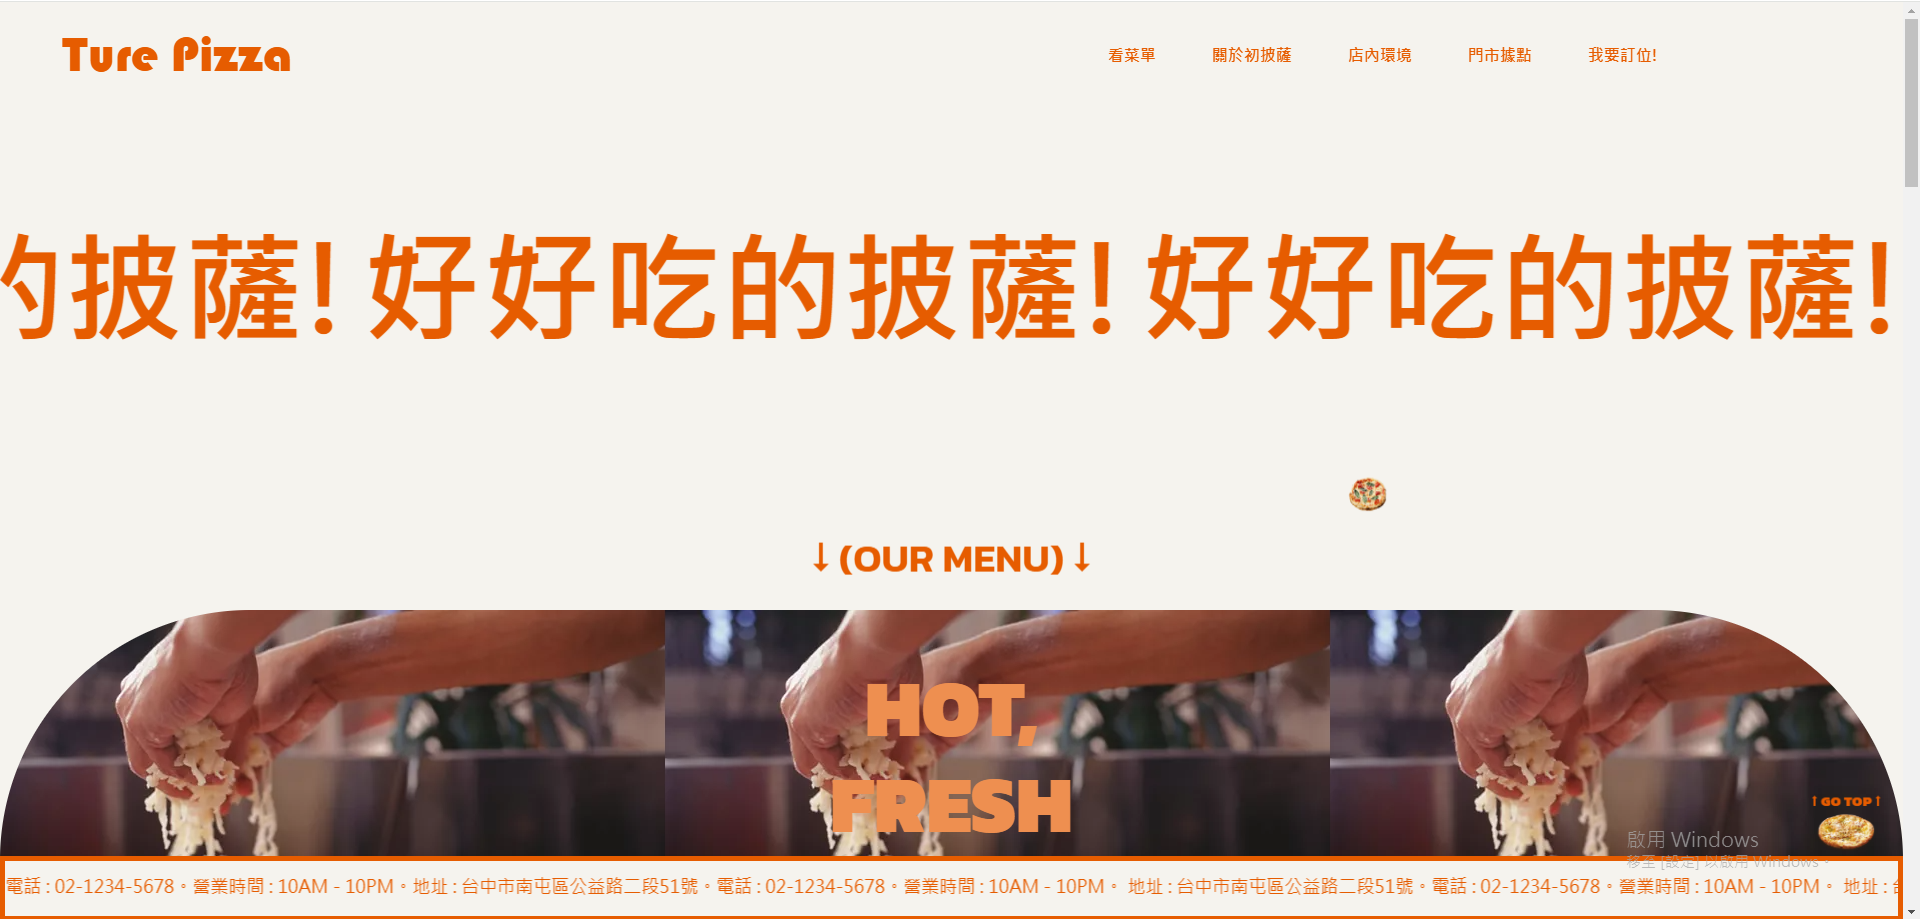 Ture Pizza
看菜單 關於初披薩 店內環境 門市據點 我要訂位!
的披薩! 好好吃的披薩! 好好吃的披薩!
↓(OUR MENU)↓
HOT,
FRESH
↑GO TOP↑
啟用 Windows
移至 [設定] 以啟用 Windows。
電話 : 02-1234-5678。營業時間 : 10AM - 10PM。地址 : 台中市南屯區公益路二段51號。電話 : 02-1234-5678。營業時間 : 10AM - 10PM。 地址 : 台中市南屯區公益路二段51號。電話 : 02-1234-5678。營業時間 : 10AM - 10PM。 地址 :